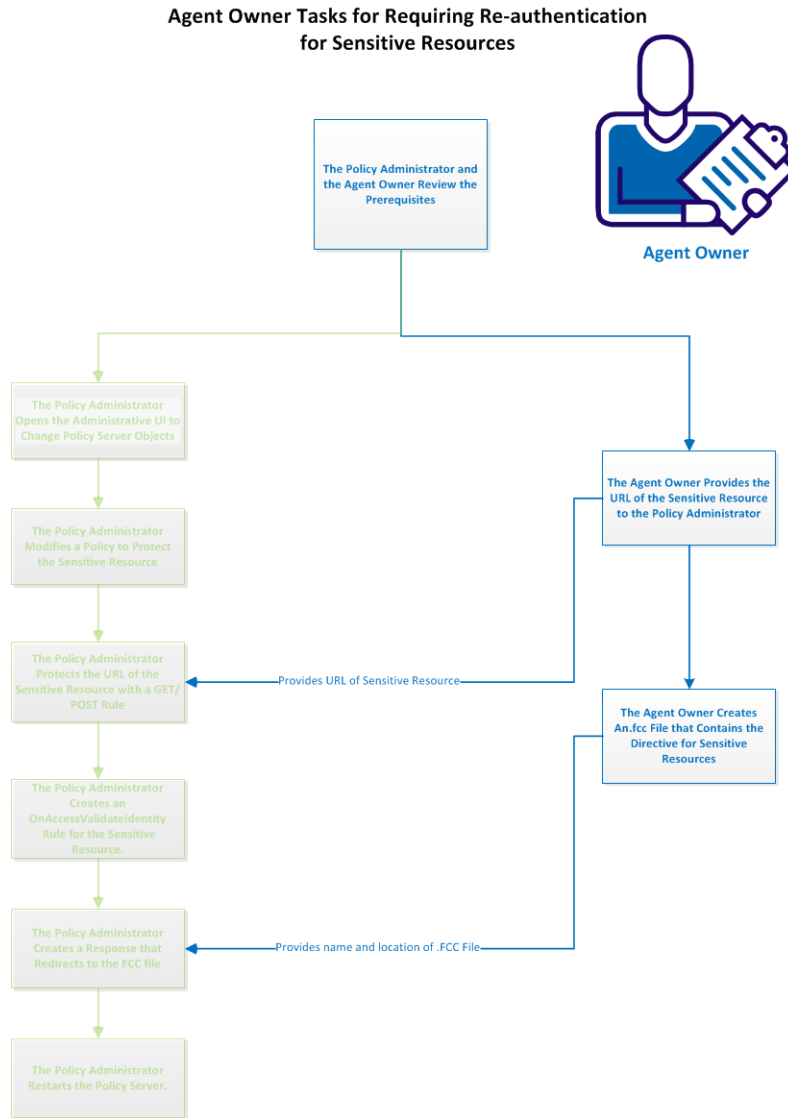 Agent Owner Tasks for Requiring Re-authentication
for Sensitive Resources
The Policy Administrator and
the Agent Owner Review the
Prerequisites
Agent Owner
The Policy Administrator
Opens the Administrative UI to
Change Policy Server Objects
The Agent Owner Provides the
URL of the Sensitive Resource
to the Policy Administrator
The Policy Administrator
Modifies a Policy to Protect
the Sensitive Resource
The Policy Administrator
Protects the URL of the
Sensitive Resource with a GET/
POST Rule
Provides URL of Sensitive Resource
The Agent Owner Creates
An.fcc File that Contains the
Directive for Sensitive
Resources
The Policy Administrator
Creates an
OnAccessValidateIdentity
Rule for the Sensitive
Resource.
The Policy Administrator
Creates a Response that
Redirects to the FCC file
Provides name and location of .FCC File
The Policy Administrator
Restarts the Policy Server.